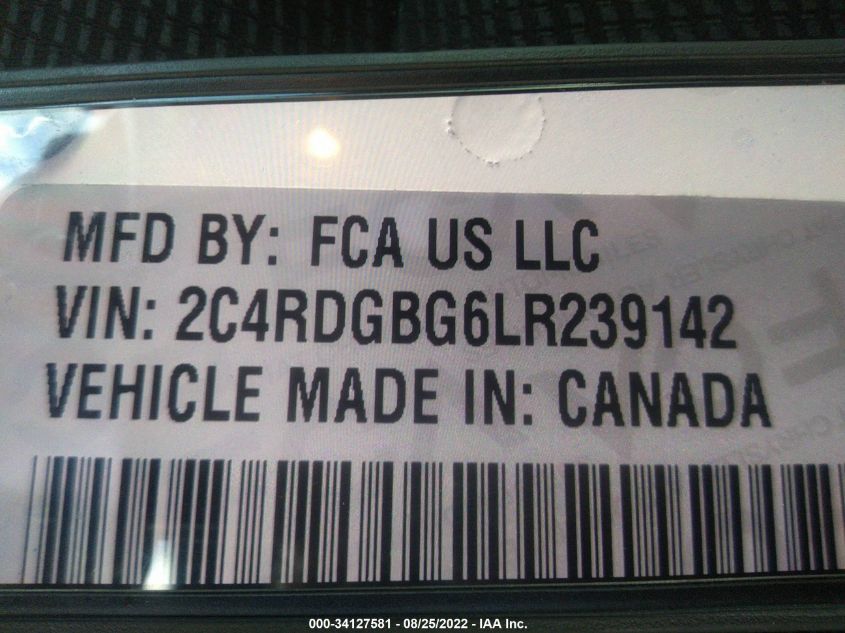 MFD BY: FCA US LLC
VIN: 2C4RDGBG6LR239142
VEHICLE MADE IN: CANADA
000-34127581 - 08/25/2022 - IAA Inc.